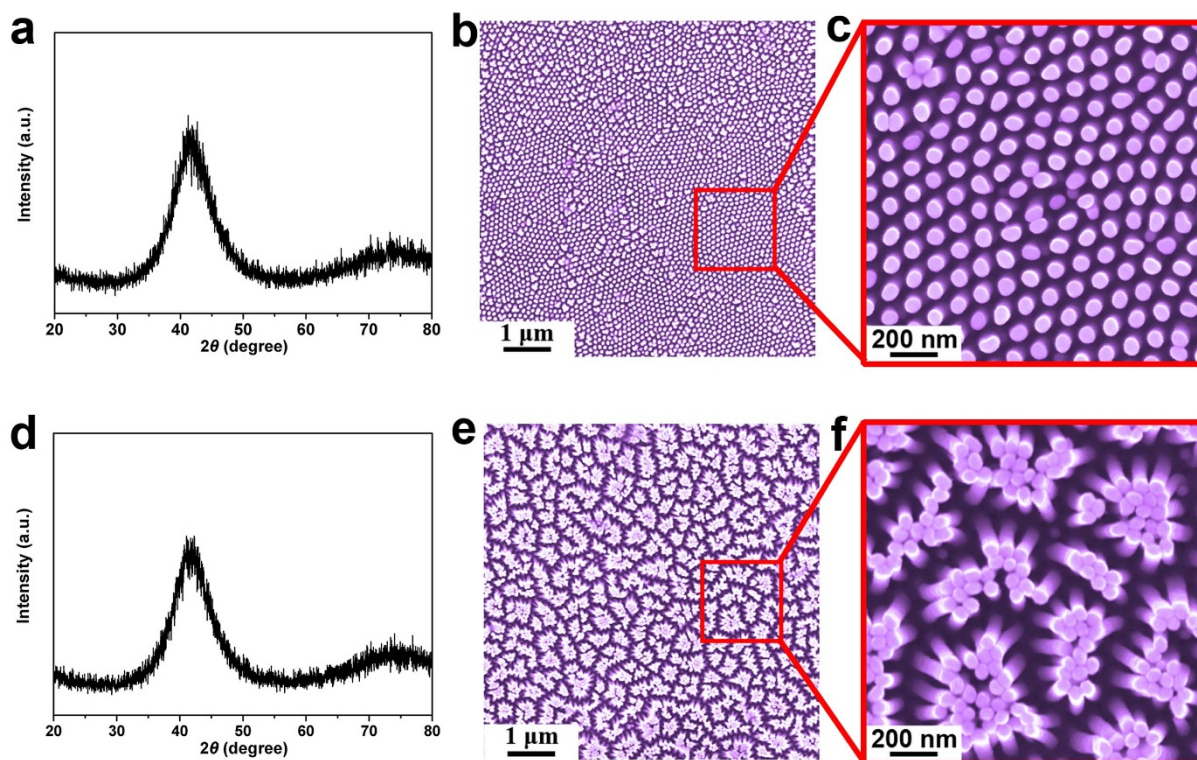 a
Intensity (a.u.)
20 30 40 50 60 70 80
2θ (degree)
b
1 μm
c
200 nm
d
Intensity (a.u.)
20 30 40 50 60 70 80
2θ (degree)
e
1 μm
f
200 nm